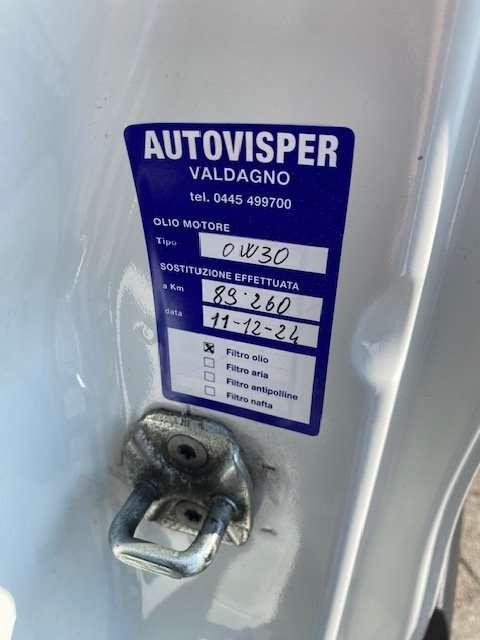 AUTOVISPER
VALDAGNO
tel. 0445 499700
OLIO MOTORE
Tipo 0W30
SOSTITUZIONE EFFETTUATA
a Km 89.260
data 11-12-24
Filtro olio
Filtro aria
Filtro antipolline
Filtro nafta